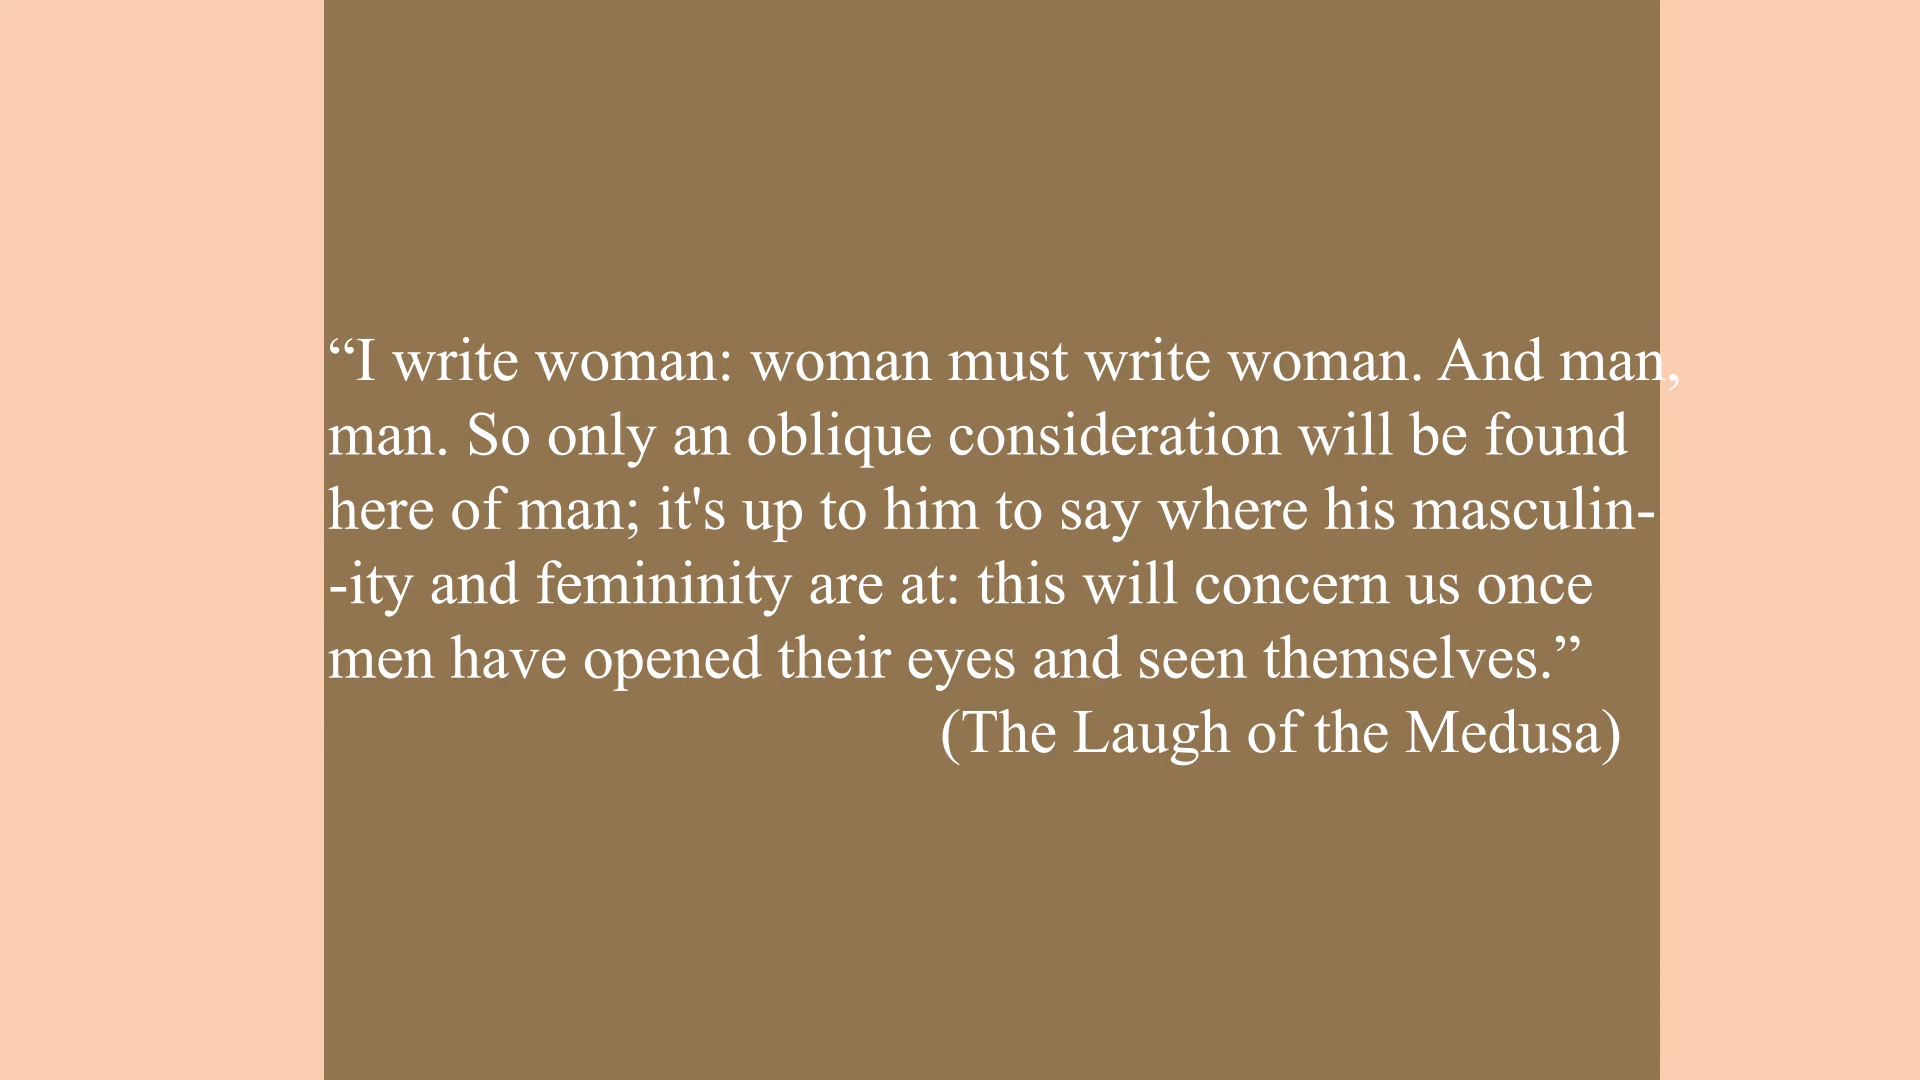 “I write woman: woman must write woman. And man,
man. So only an oblique consideration will be found
here of man; it's up to him to say where his masculin-
-ity and femininity are at: this will concern us once
men have opened their eyes and seen themselves.”
(The Laugh of the Medusa)